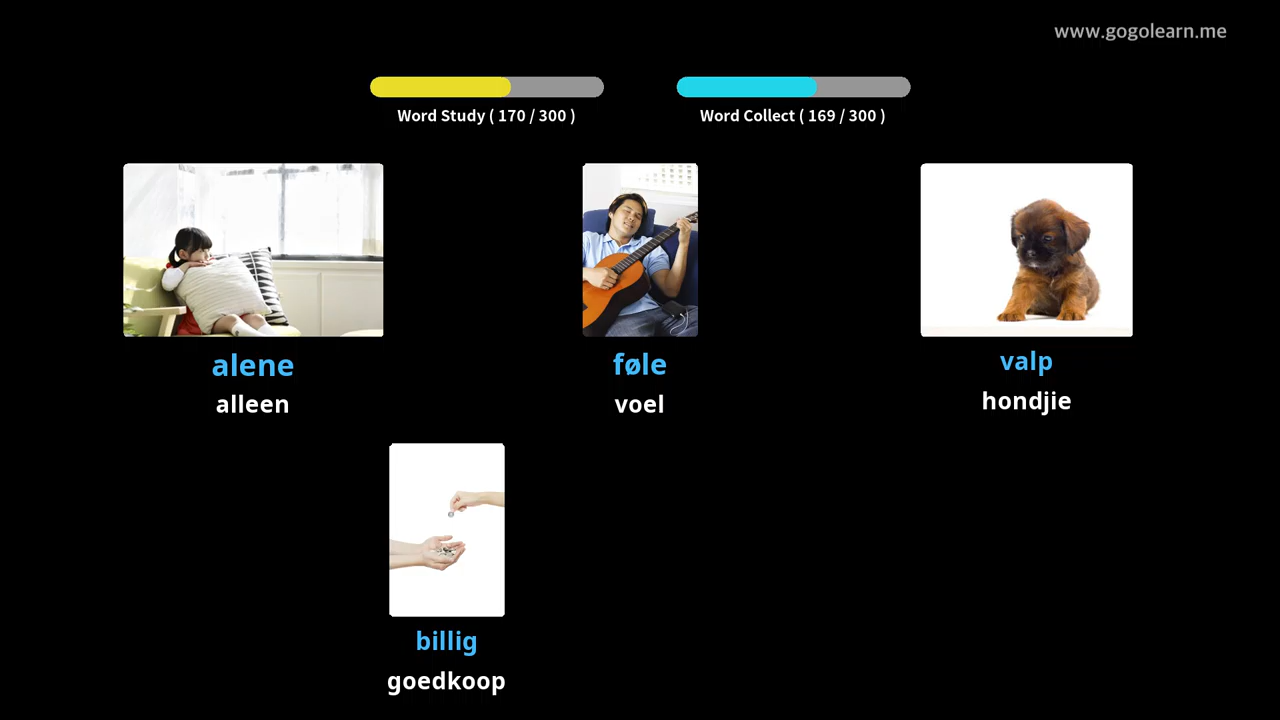 www.gogolearn.me
Word Study ( 170 / 300 )
Word Collect ( 169 / 300 )
alene
alleen
føle
voel
valp
hondjie
billig
goedkoop